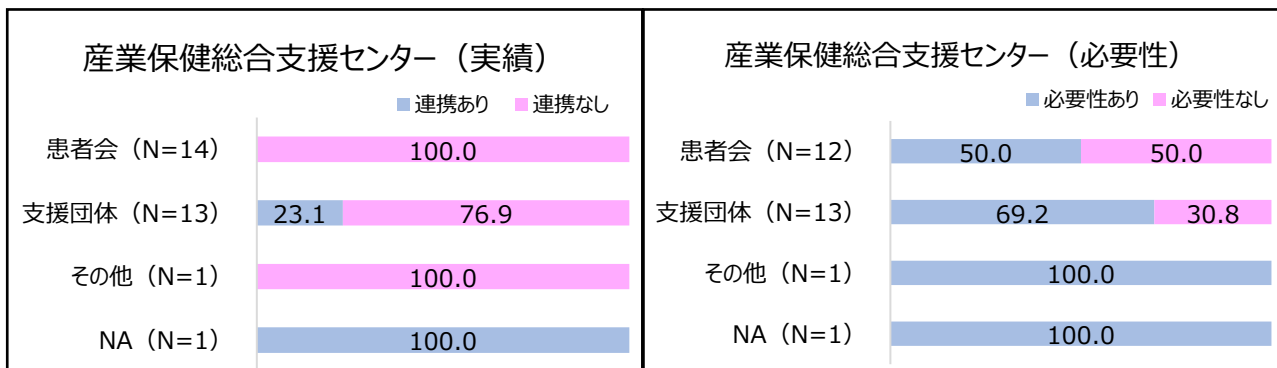 産業保健総合支援センター（実績）
連携あり 連携なし
患者会（N=14） 100.0
支援団体（N=13） 23.1 76.9
その他（N=1） 100.0
NA（N=1） 100.0
産業保健総合支援センター（必要性）
必要性あり 必要性なし
患者会（N=12） 50.0 50.0
支援団体（N=13） 69.2 30.8
その他（N=1） 100.0
NA（N=1） 100.0